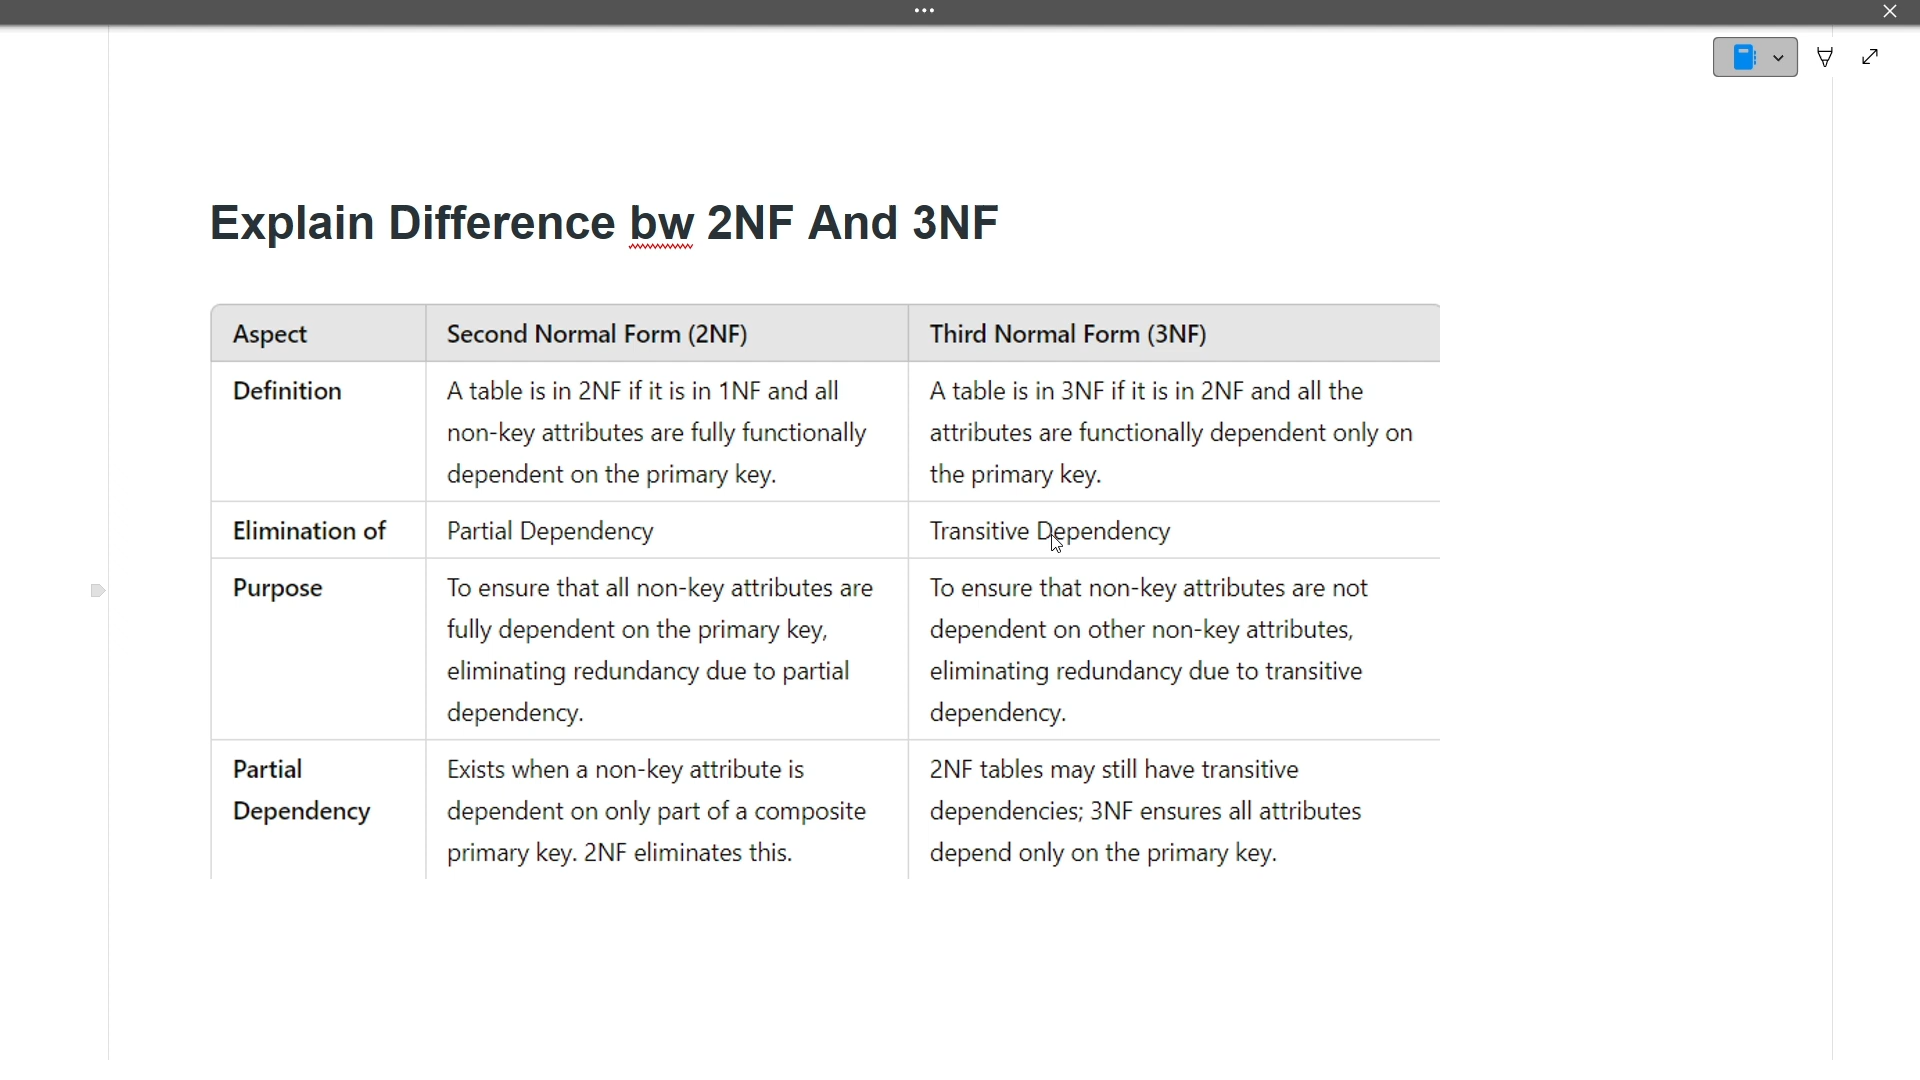 Explain Difference bw 2NF And 3NF
Aspect
Second Normal Form (2NF)
Third Normal Form (3NF)
Definition
A table is in 2NF if it is in 1NF and all
non-key attributes are fully functionally
dependent on the primary key.
A table is in 3NF if it is in 2NF and all the
attributes are functionally dependent only on
the primary key.
Elimination of
Partial Dependency
Transitive Dependency
Purpose
To ensure that all non-key attributes are
fully dependent on the primary key,
eliminating redundancy due to partial
dependency.
To ensure that non-key attributes are not
dependent on other non-key attributes,
eliminating redundancy due to transitive
dependency.
Partial
Dependency
Exists when a non-key attribute is
dependent on only part of a composite
primary key. 2NF eliminates this.
2NF tables may still have transitive
dependencies; 3NF ensures all attributes
depend only on the primary key.